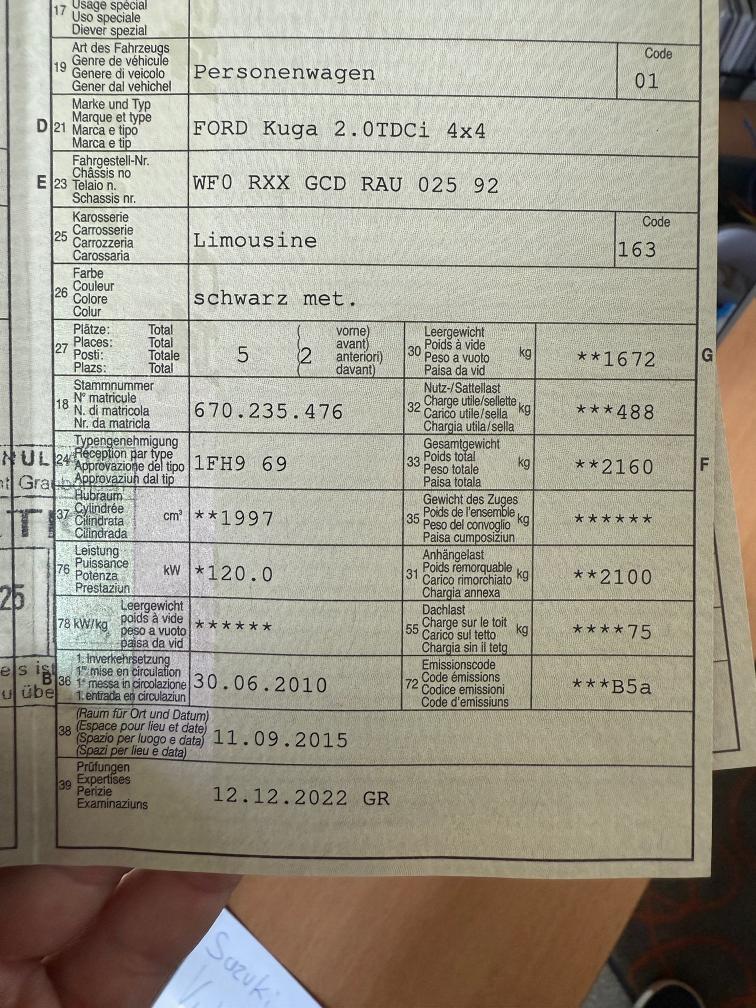 17 Usage spécial
Uso speciale
Diever spezial
19 Art des Fahrzeugs
Genre de véhicule
Genere di veicolo
Gener dal vehichel
Personenwagen
Code
01
D 21 Marke und Typ
Marque et type
Marca e tipo
Marca e tip
FORD Kuga 2.0TDCi 4x4
E 23 Fahrgestell-Nr.
Châssis no
Telaio n.
Schassis nr.
WF0 RXX GCD RAU 025 92
25 Karosserie
Carrosserie
Carrozzeria
Carossaria
Limousine
Code
163
26 Farbe
Couleur
Colore
Colur
schwarz met.
27 Plätze: Total
Places: Total
Posti: Totale
Plazs: Total
5 (2 vorne)
avant)
anteriori)
davant)
30 Leergewicht
Poids à vide
Peso a vuoto kg
Paisa da vid
**1672
G
18 Stammnummer
N° matricule
N. di matricola
Nr. da matricla
670.235.476
32 Nutz-/Sattellast
Charge utile/sellette kg
Carico utile/sella
Chargia utila/sella
***488
24 Typengenehmigung
Réception par type
Approvazione del tipo
Approvaziun dal tip
1FH9 69
33 Gesamtgewicht
Poids total kg
Peso totale
Paisa totala
**2160
F
37 Hubraum
Cylindrée cm³
Cilindrata
Cilindrada
**1997
35 Gewicht des Zuges
Poids de l'ensemble kg
Peso del convoglio
Paisa cumposiziun
******
76 Leistung
Puissance kW
Potenza
Prestaziun
*120.0
31 Anhängelast
Poids remorquable kg
Carico rimorchiato
Chargia annexa
**2100
78 kW/kg Leergewicht
poids à vide
peso a vuoto
paisa da vid
******
55 Dachlast
Charge sur le toit kg
Carico sul tetto
Chargia sin il tetg
****75
B 36 1. Inverkehrsetzung
1re mise en circulation
1a messa in circolazione
1. entrada en circulaziun
30.06.2010
72 Emissionscode
Code émissions
Codice emissioni
Code d'emissiuns
***B5a
38 (Raum für Ort und Datum)
(Espace pour lieu et date)
(Spazio per luogo e data)
(Spazi per lieu e data)
11.09.2015
39 Prüfungen
Expertises
Perizie
Examinaziuns
12.12.2022 GR
NUL
25
übe
Suzuki